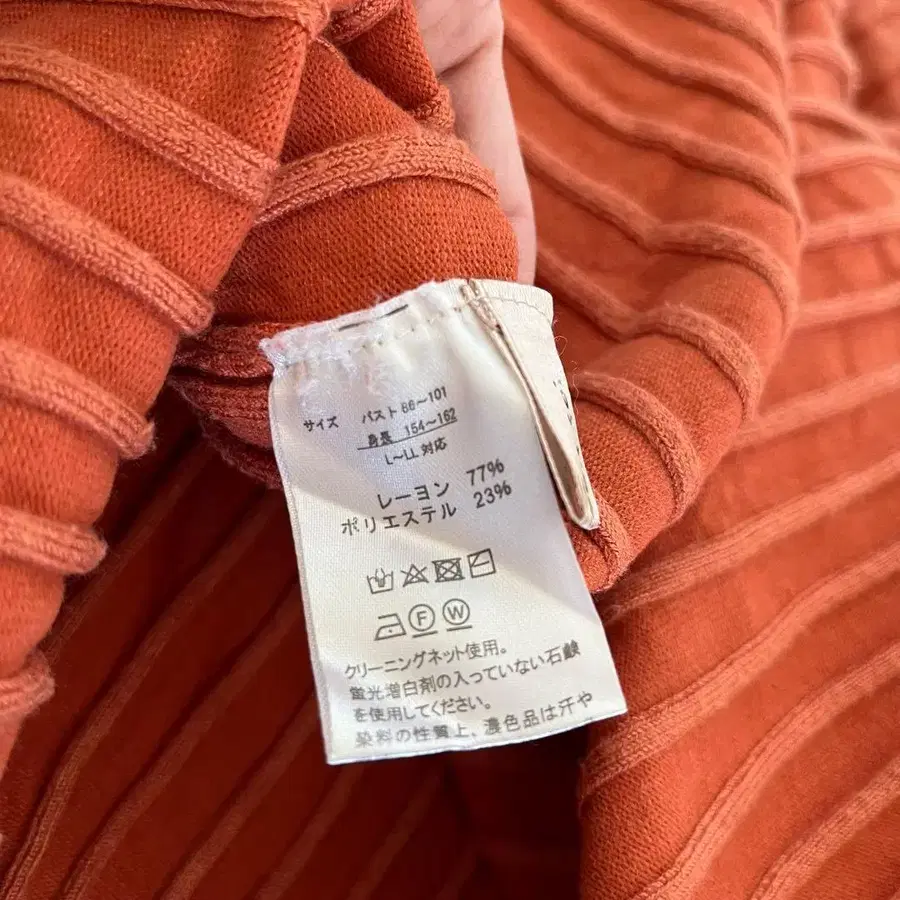 サイズ バスト 86～101
身長 154～162
L～LL 対応
レーヨン 77%
ポリエステル 23%
F W
クリーニングネット使用。
蛍光増白剤の入っていない石鹸
を使用してください。
染料の性質上、濃色品は汗や